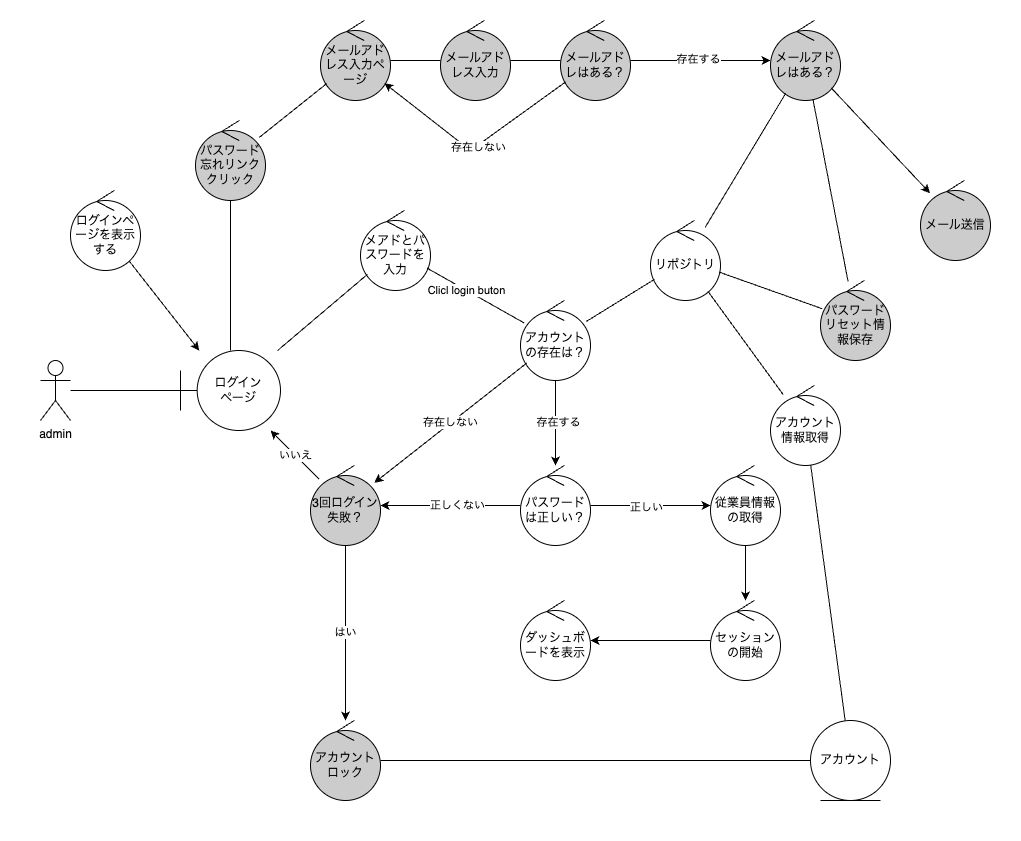 メールアド
レス入力ペ
ージ
メールアド
レス入力
メールアド
レはある？
存在する
メールアド
レはある？
存在しない
パスワード
忘れリンク
クリック
ログインペ
ージを表示
する
メアドとパ
スワードを
入力
Clicl login buton
リポジトリ
メール送信
パスワード
リセット情
報保存
アカウント
の存在は？
ログイン
ページ
admin
存在しない
存在する
アカウント
情報取得
いいえ
3回ログイン
失敗？
正しくない
パスワード
は正しい？
正しい
従業員情報
の取得
はい
ダッシュボ
ードを表示
セッション
の開始
アカウント
ロック
アカウント